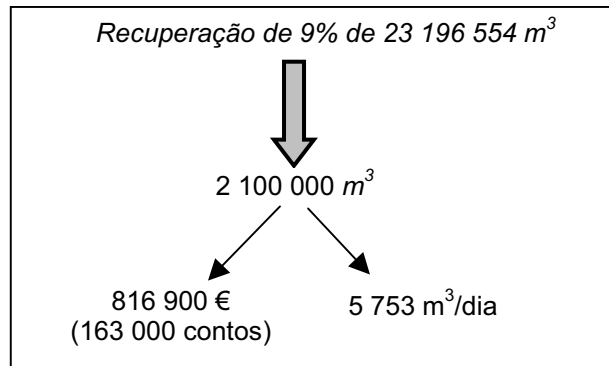 Recuperação de 9% de 23 196 554 m³
2 100 000 m³
816 900 €
(163 000 contos)
5 753 m³/dia